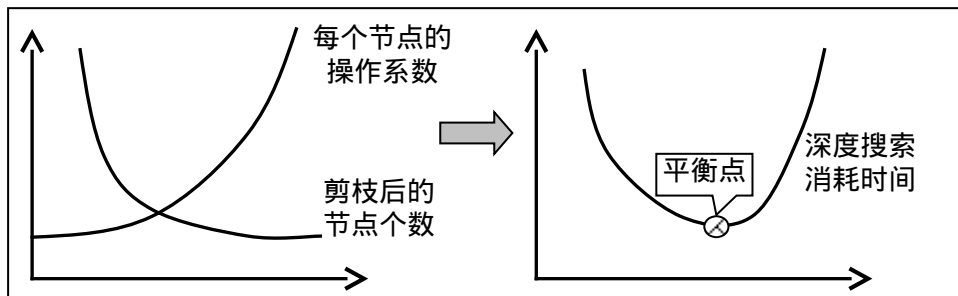 每个节点的
操作系数
剪枝后的
节点个数
平衡点
深度搜索
消耗时间